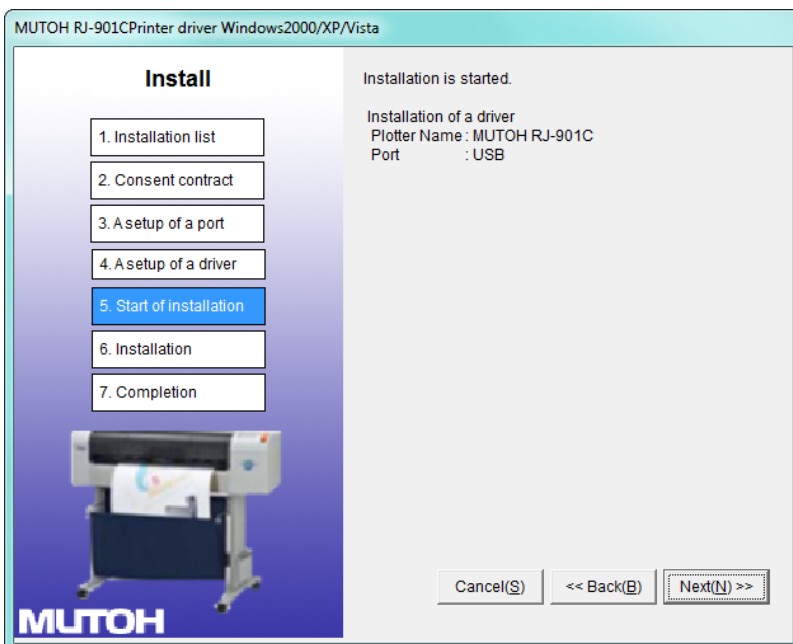 MUTOH RJ-901CPrinter driver Windows2000/XP/Vista
Install
1. Installation list
2. Consent contract
3. A setup of a port
4. A setup of a driver
5. Start of installation
6. Installation
7. Completion
MUTOH
Installation is started.
Installation of a driver
Plotter Name : MUTOH RJ-901C
Port : USB
Cancel(S) << Back(B) Next(N) >>